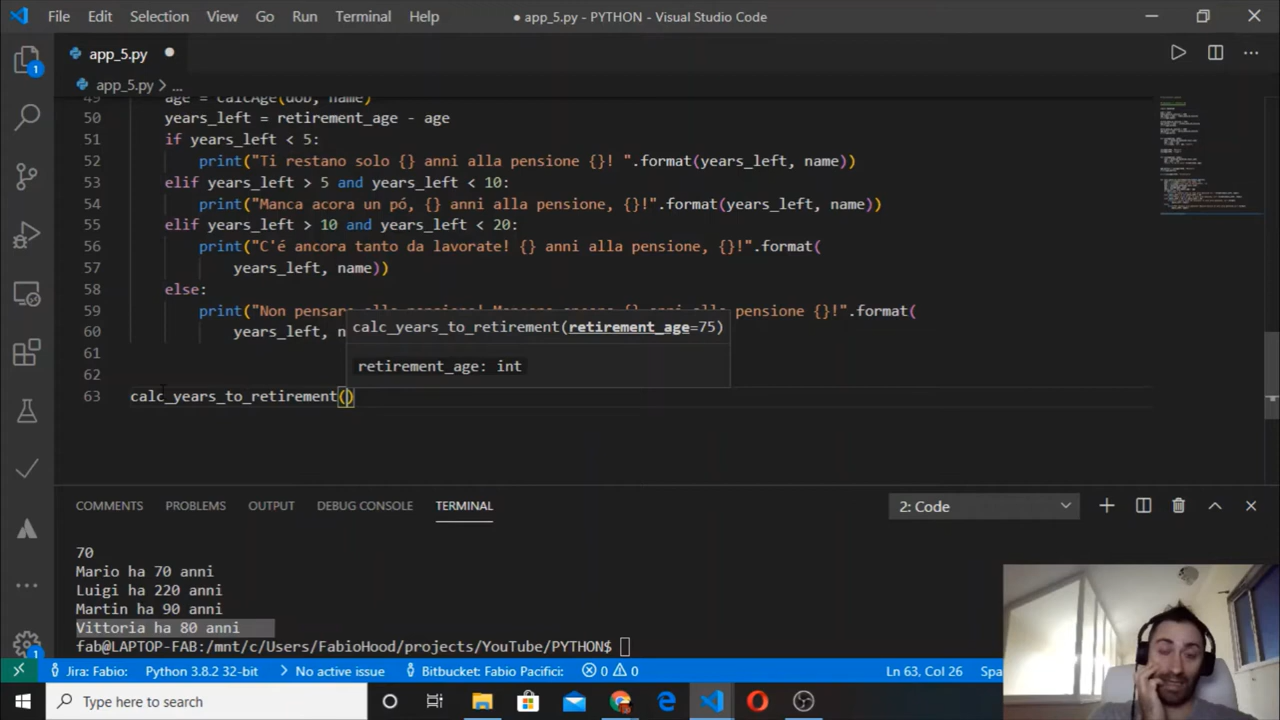 File Edit Selection View Go Run Terminal Help
● app_5.py - PYTHON - Visual Studio Code
app_5.py ●
app_5.py > ...
49 age = calcAge(dob, name)
50 years_left = retirement_age - age
51 if years_left < 5:
52 print("Ti restano solo {} anni alla pensione {}! ".format(years_left, name))
53 elif years_left > 5 and years_left < 10:
54 print("Manca acora un pó, {} anni alla pensione, {}!".format(years_left, name))
55 elif years_left > 10 and years_left < 20:
56 print("C'é ancora tanto da lavorate! {} anni alla pensione, {}!".format(
57 years_left, name))
58 else:
59 print("Non pensare alla pensione! Mancano ancora {} anni alla pensione {}!".format(
60 years_left, n
calc_years_to_retirement(retirement_age=75)
61
retirement_age: int
62
63 calc_years_to_retirement()
COMMENTS PROBLEMS OUTPUT DEBUG CONSOLE TERMINAL 2: Code
70
Mario ha 70 anni
Luigi ha 220 anni
Martin ha 90 anni
Vittoria ha 80 anni
fab@LAPTOP-FAB:/mnt/c/Users/FabioHood/projects/YouTube/PYTHON$
Jira: Fabio: Python 3.8.2 32-bit No active issue Bitbucket: Fabio Pacifici: 0 0 Ln 63, Col 26 Spa
Type here to search